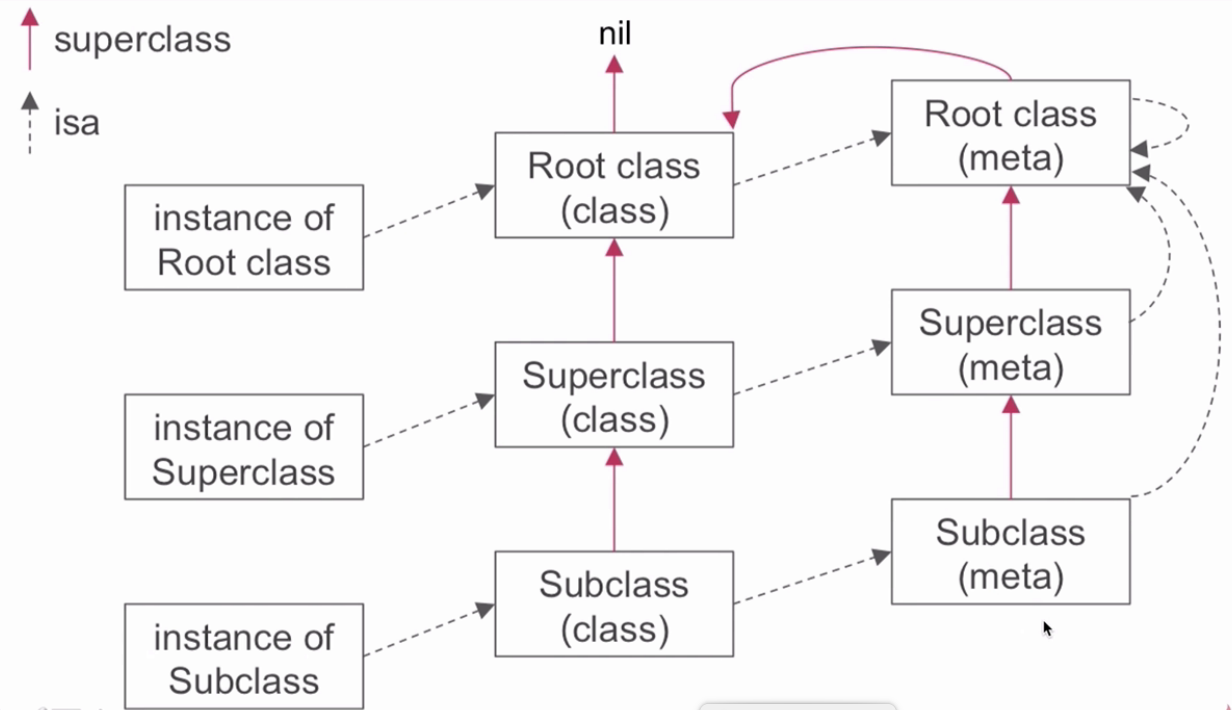 superclass
isa
nil
Root class
(meta)
Root class
(class)
instance of
Root class
Superclass
(meta)
Superclass
(class)
instance of
Superclass
Subclass
(meta)
Subclass
(class)
instance of
Subclass